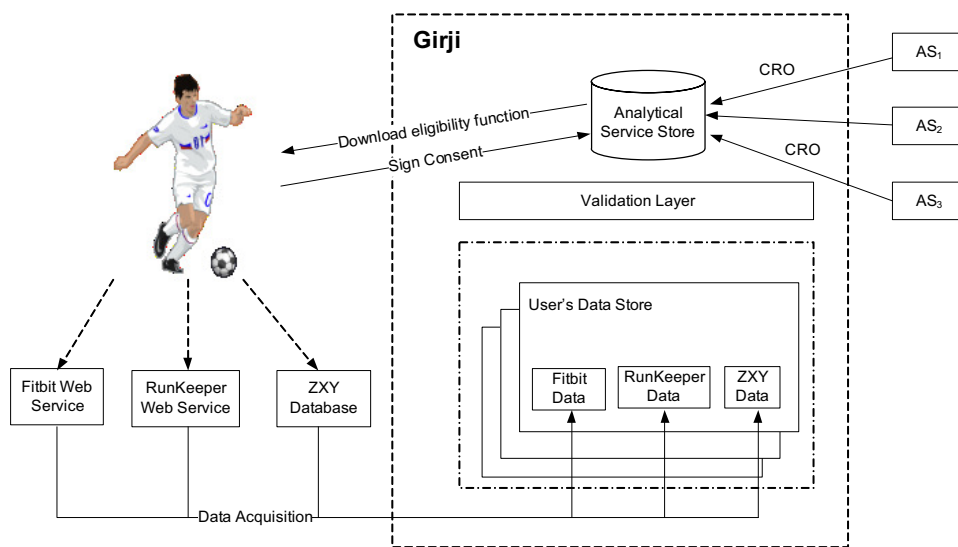 Girji
AS1
CRO
Analytical
Service Store
AS2
Download eligibility function
Sign Consent
CRO
AS3
Validation Layer
User's Data Store
Fitbit Web
Service
RunKeeper
Web Service
ZXY
Database
Fitbit
Data
RunKeeper
Data
ZXY
Data
Data Acquisition